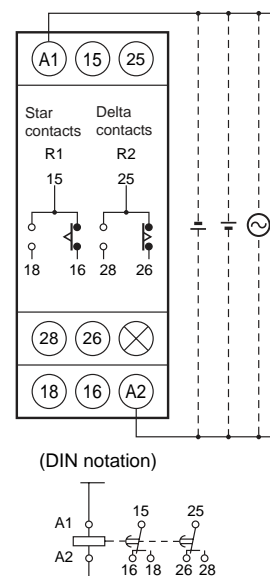 A1 15 25
Star contacts
Delta contacts
R1 R2
15 25
18 16 28 26
28 26
18 16 A2
(DIN notation)
A1 15 25
A2
16 18 26 28